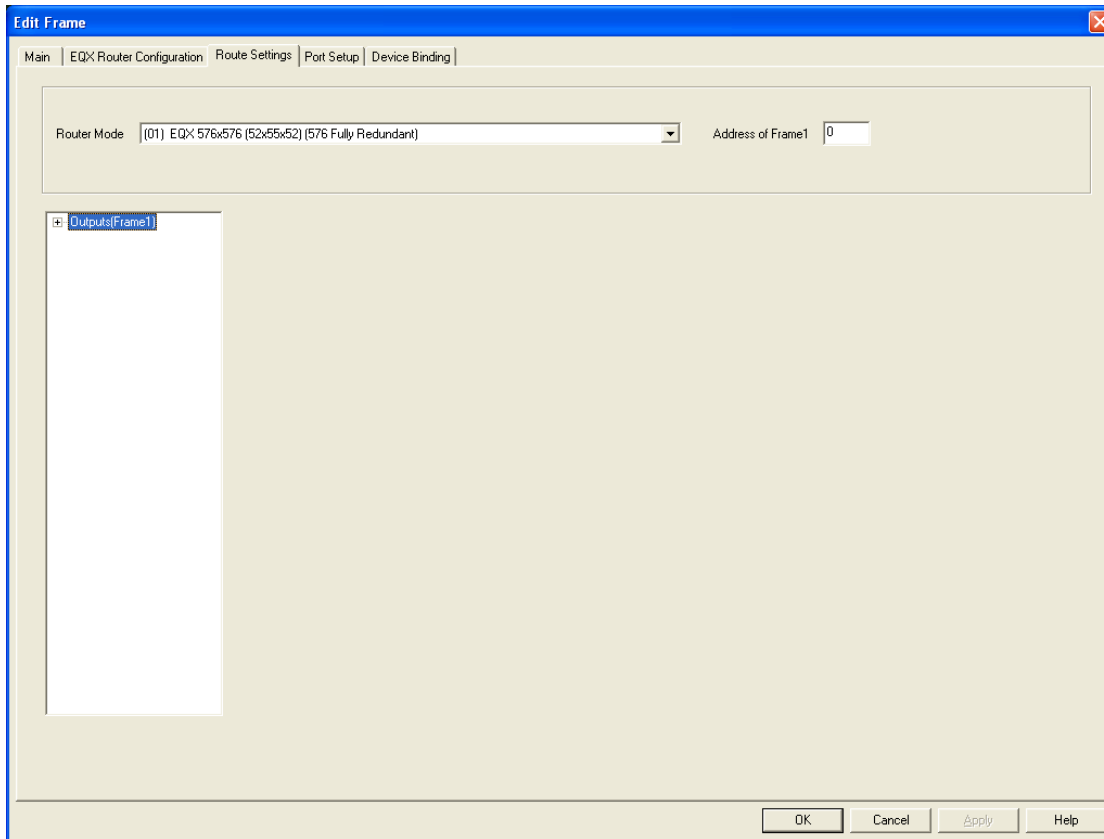 Edit Frame
Main EQX Router Configuration Route Settings Port Setup Device Binding
Router Mode (01) EQX 576x576 (52x55x52) (576 Fully Redundant) Address of Frame1 0
Outputs(Frame1)
OK Cancel Apply Help